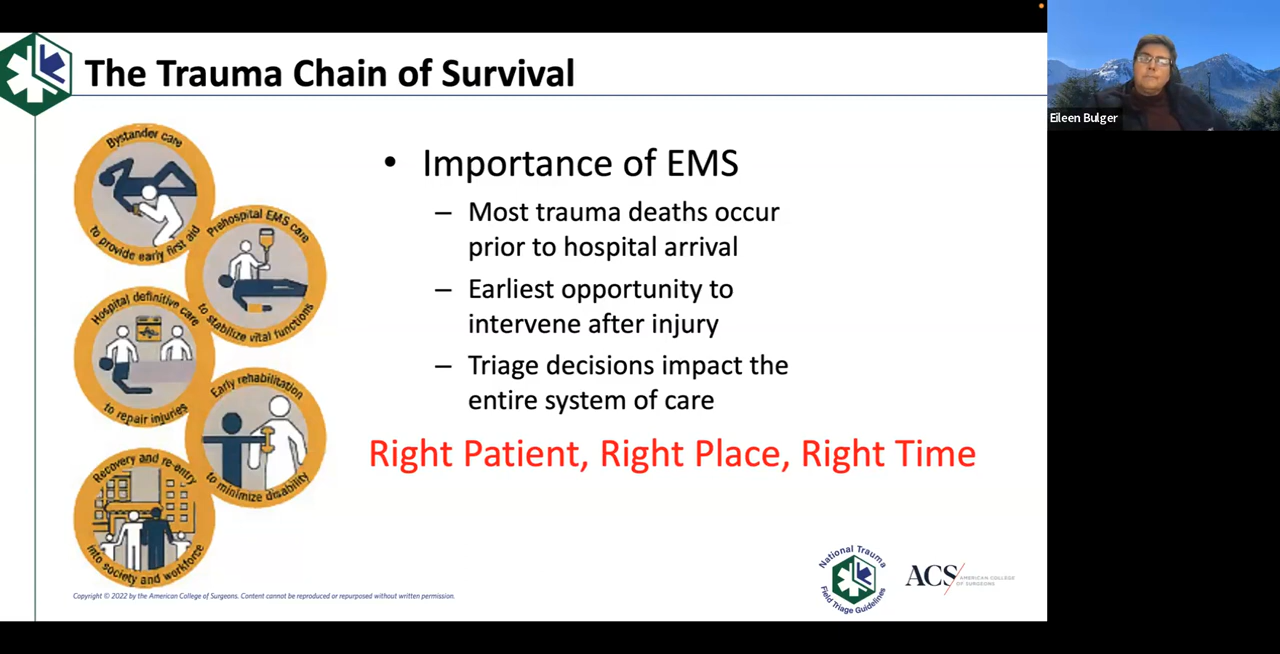 The Trauma Chain of Survival
Eileen Bulger
Bystander care
to provide early first aid
Prehospital EMS care
to stabilize vital functions
Hospital definitive care
to repair injuries
Early rehabilitation
to minimize disability
Recovery and re-entry
into society and workforce
• Importance of EMS
– Most trauma deaths occur
prior to hospital arrival
– Earliest opportunity to
intervene after injury
– Triage decisions impact the
entire system of care
Right Patient, Right Place, Right Time
National Trauma
Field Triage Guidelines
ACS
AMERICAN COLLEGE
OF SURGEONS
Copyright © 2022 by the American College of Surgeons. Content cannot be reproduced or repurposed without written permission.